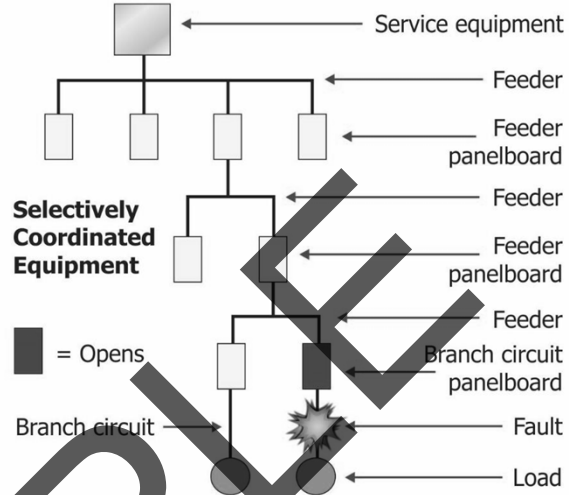 Service equipment
Feeder
Feeder
panelboard
Feeder
Selectively
Coordinated
Equipment
Feeder
panelboard
Feeder
= Opens
Branch circuit
panelboard
Branch circuit
Fault
Load